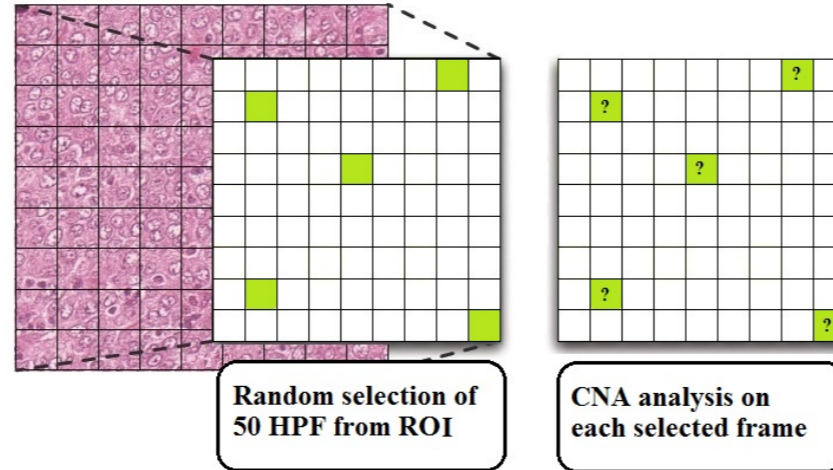 ?
?
?
?
?
Random selection of
50 HPF from ROI
CNA analysis on
each selected frame